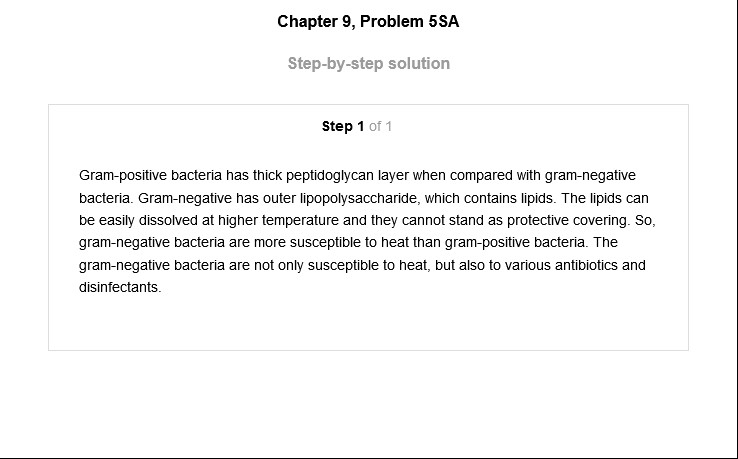 Chapter 9, Problem 5SA
Step-by-step solution
Step 1 of 1
Gram-positive bacteria has thick peptidoglycan layer when compared with gram-negative
bacteria. Gram-negative has outer lipopolysaccharide, which contains lipids. The lipids can
be easily dissolved at higher temperature and they cannot stand as protective covering. So,
gram-negative bacteria are more susceptible to heat than gram-positive bacteria. The
gram-negative bacteria are not only susceptible to heat, but also to various antibiotics and
disinfectants.